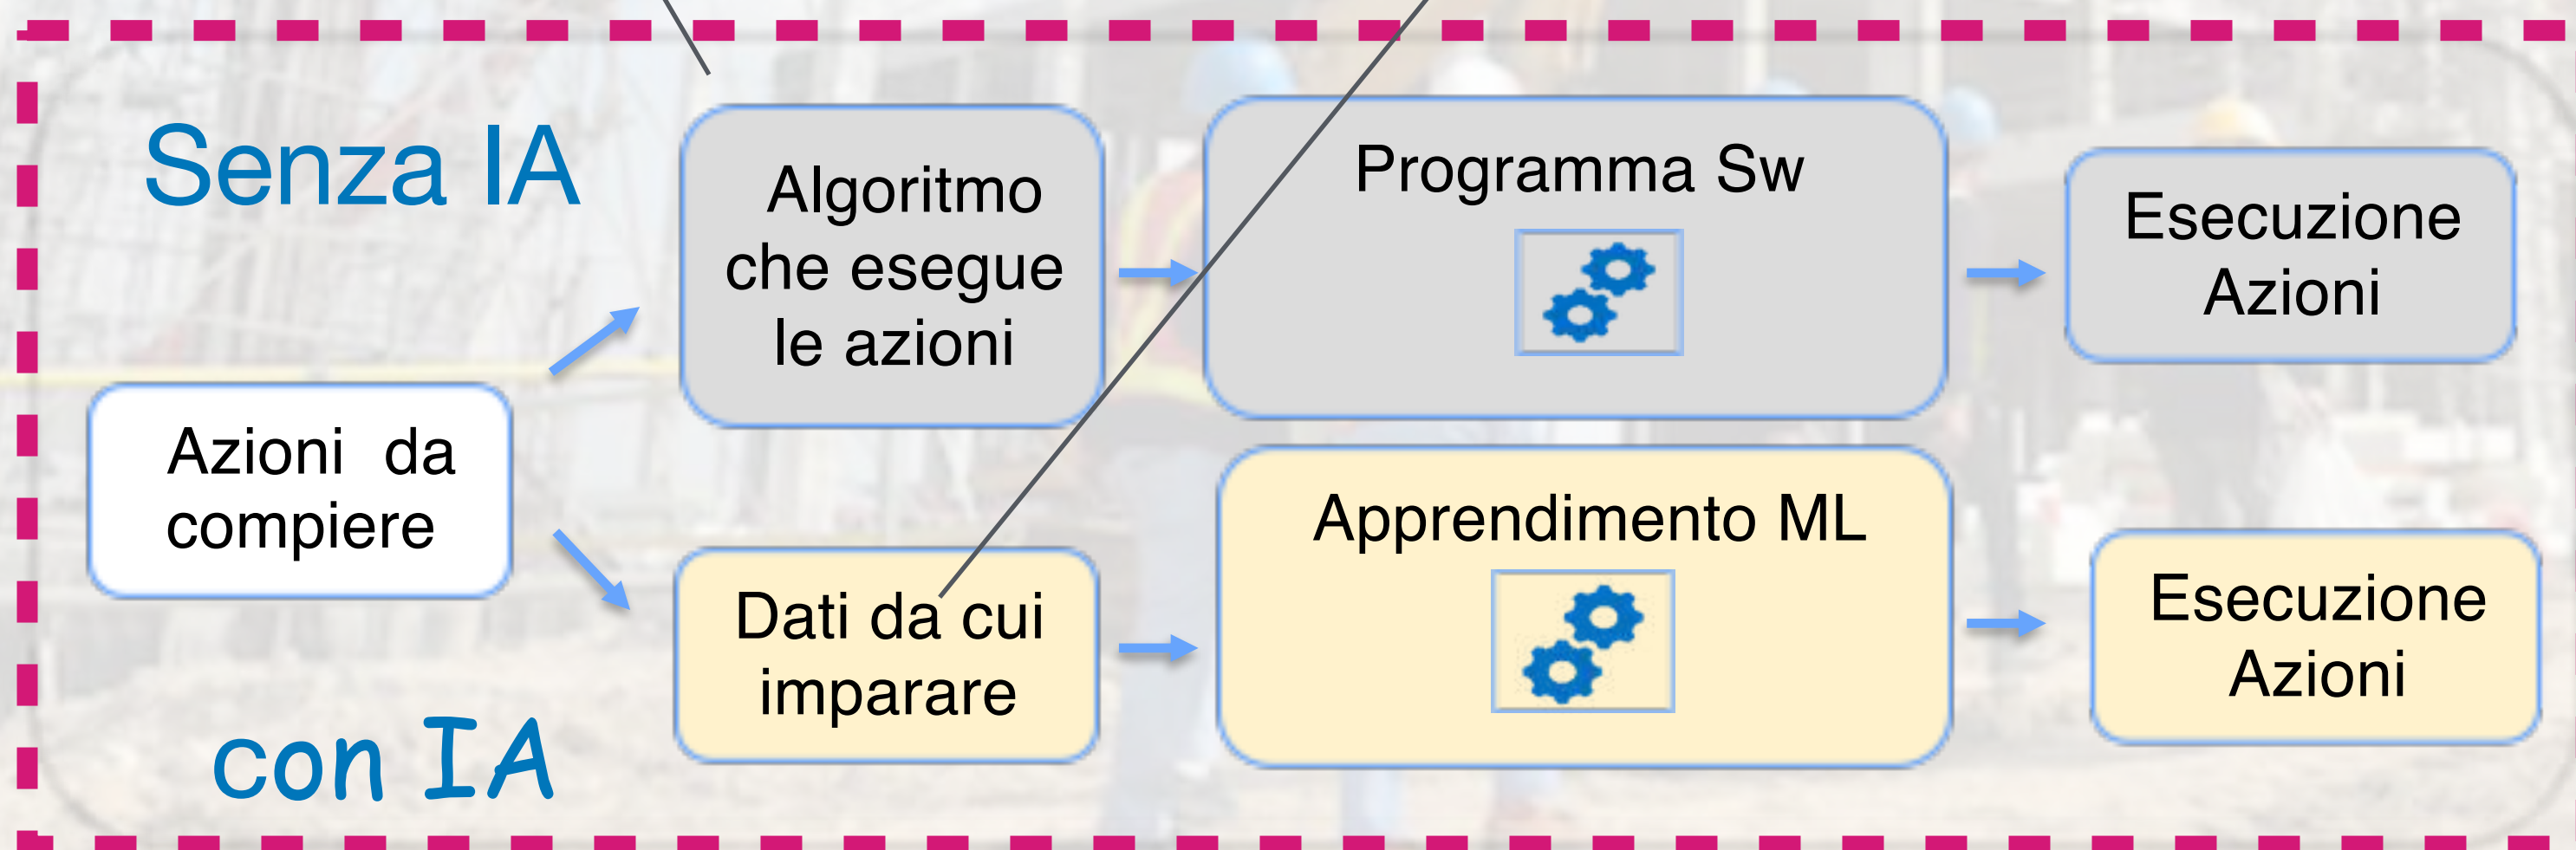 Senza IA
Algoritmo
che esegue
le azioni
Programma Sw
Esecuzione
Azioni
Azioni da
compiere
Dati da cui
imparare
Apprendimento ML
Esecuzione
Azioni
con IA